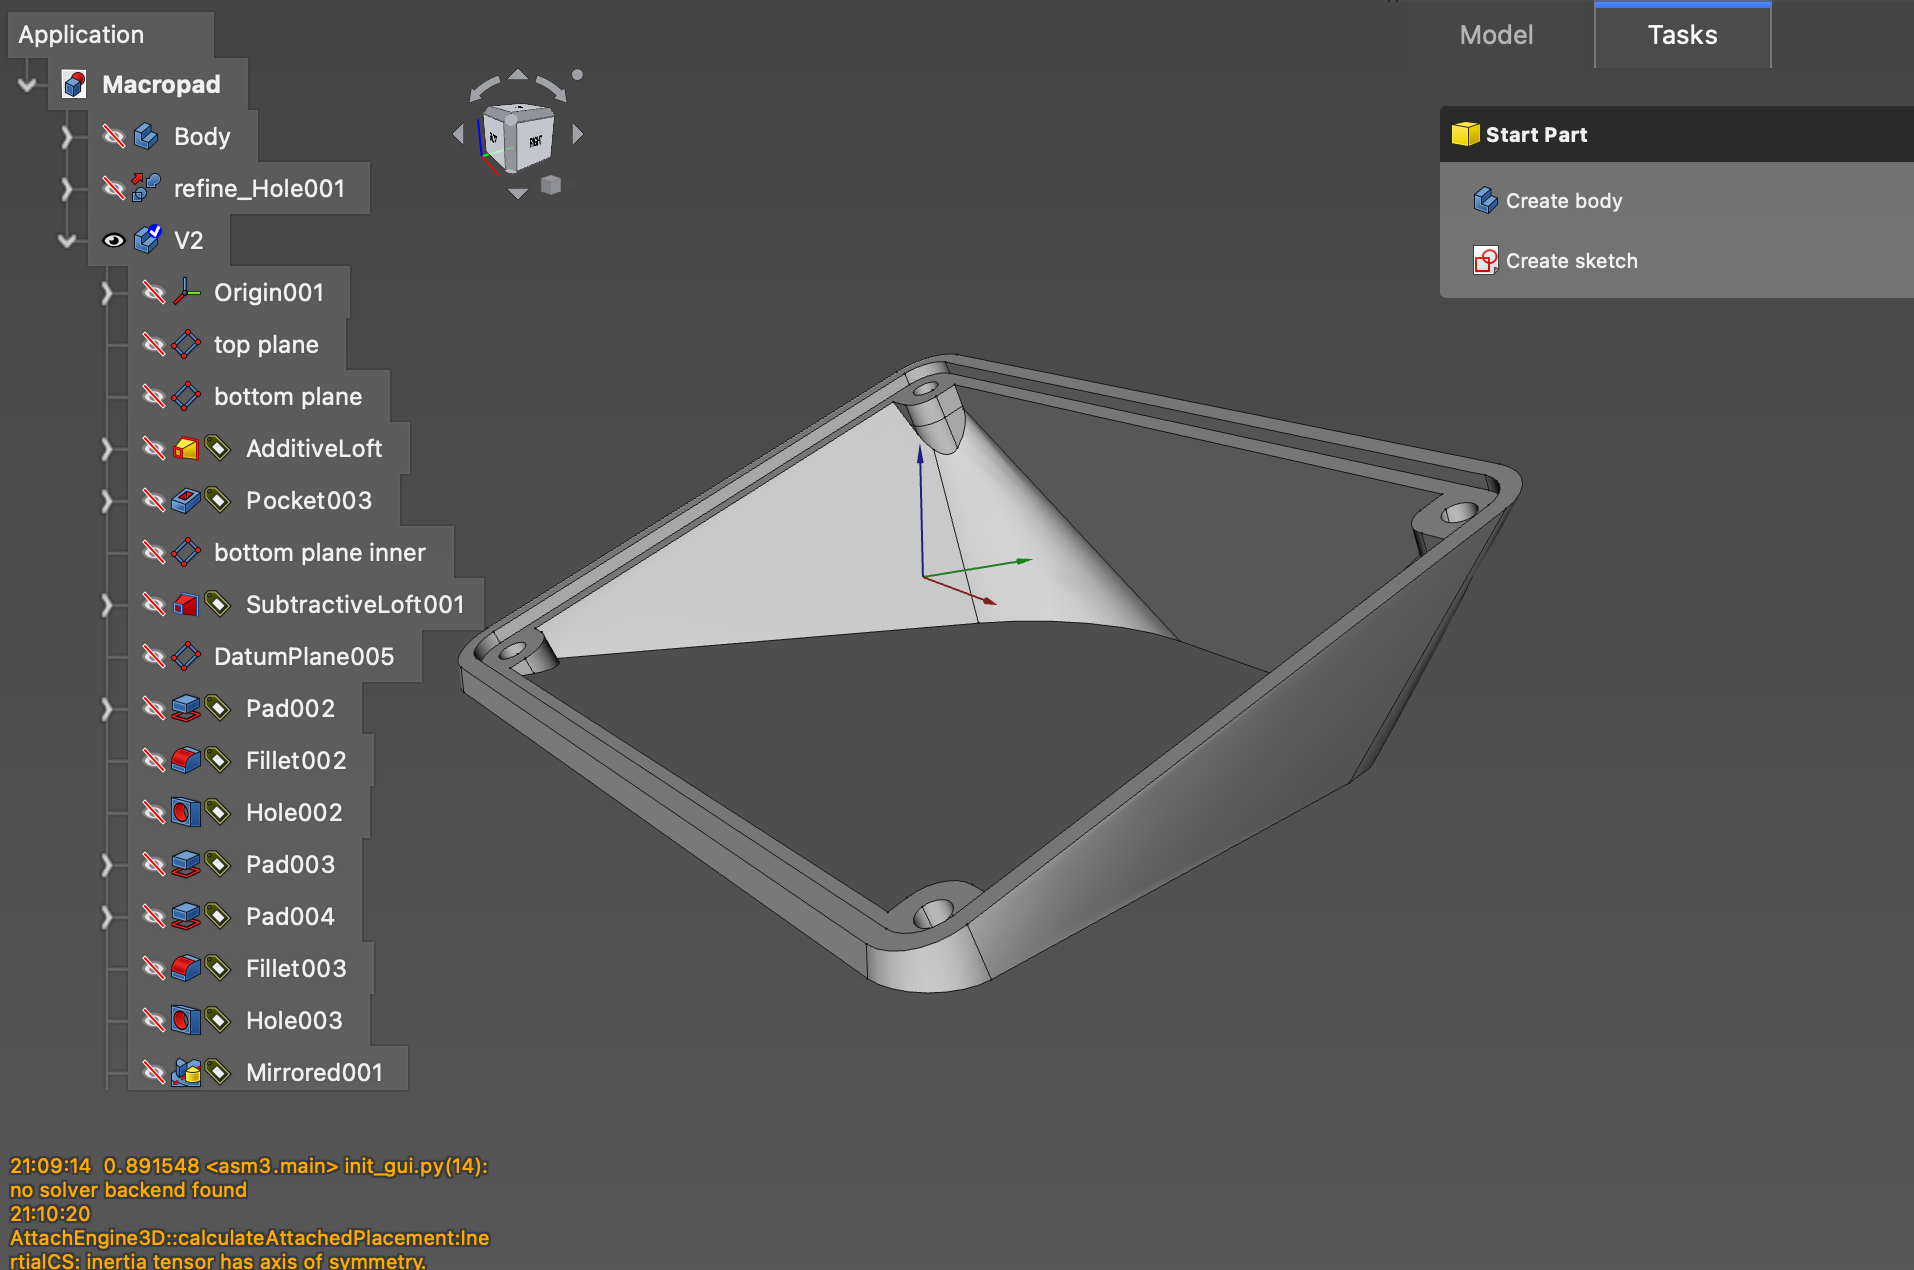 Application
Macropad
Body
refine_Hole001
V2
Origin001
top plane
bottom plane
AdditiveLoft
Pocket003
bottom plane inner
SubtractiveLoft001
DatumPlane005
Pad002
Fillet002
Hole002
Pad003
Pad004
Fillet003
Hole003
Mirrored001
21:09:14 0.891548 <asm3.main> init_gui.py(14):
no solver backend found
21:10:20
AttachEngine3D::calculateAttachedPlacement:Ine
rtialCS: inertia tensor has axis of symmetry.
RIGHT
Model
Tasks
Start Part
Create body
Create sketch